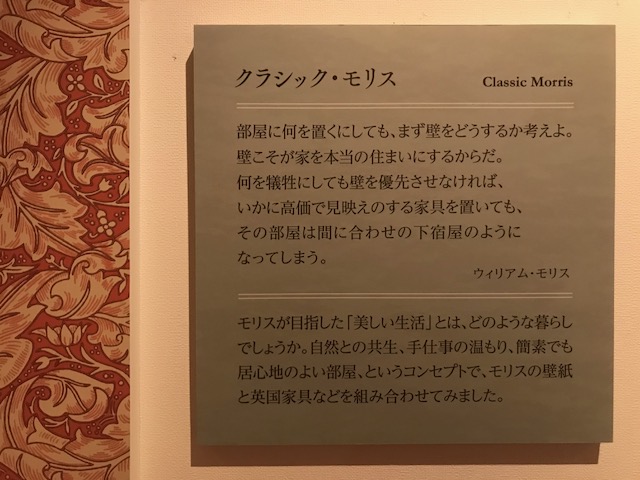 クラシック・モリス Classic Morris
部屋に何を置くにしても、まず壁をどうするか考えよ。
壁こそが家を本当の住まいにするからだ。
何を犠牲にしても壁を優先させなければ、
いかに高価で見映えのする家具を置いても、
その部屋は間に合わせの下宿屋のように
なってしまう。
ウィリアム・モリス
モリスが目指した「美しい生活」とは、どのような暮らし
でしょうか。自然との共生、手仕事の温もり、簡素でも
居心地のよい部屋、というコンセプトで、モリスの壁紙
と英国家具などを組み合わせてみました。